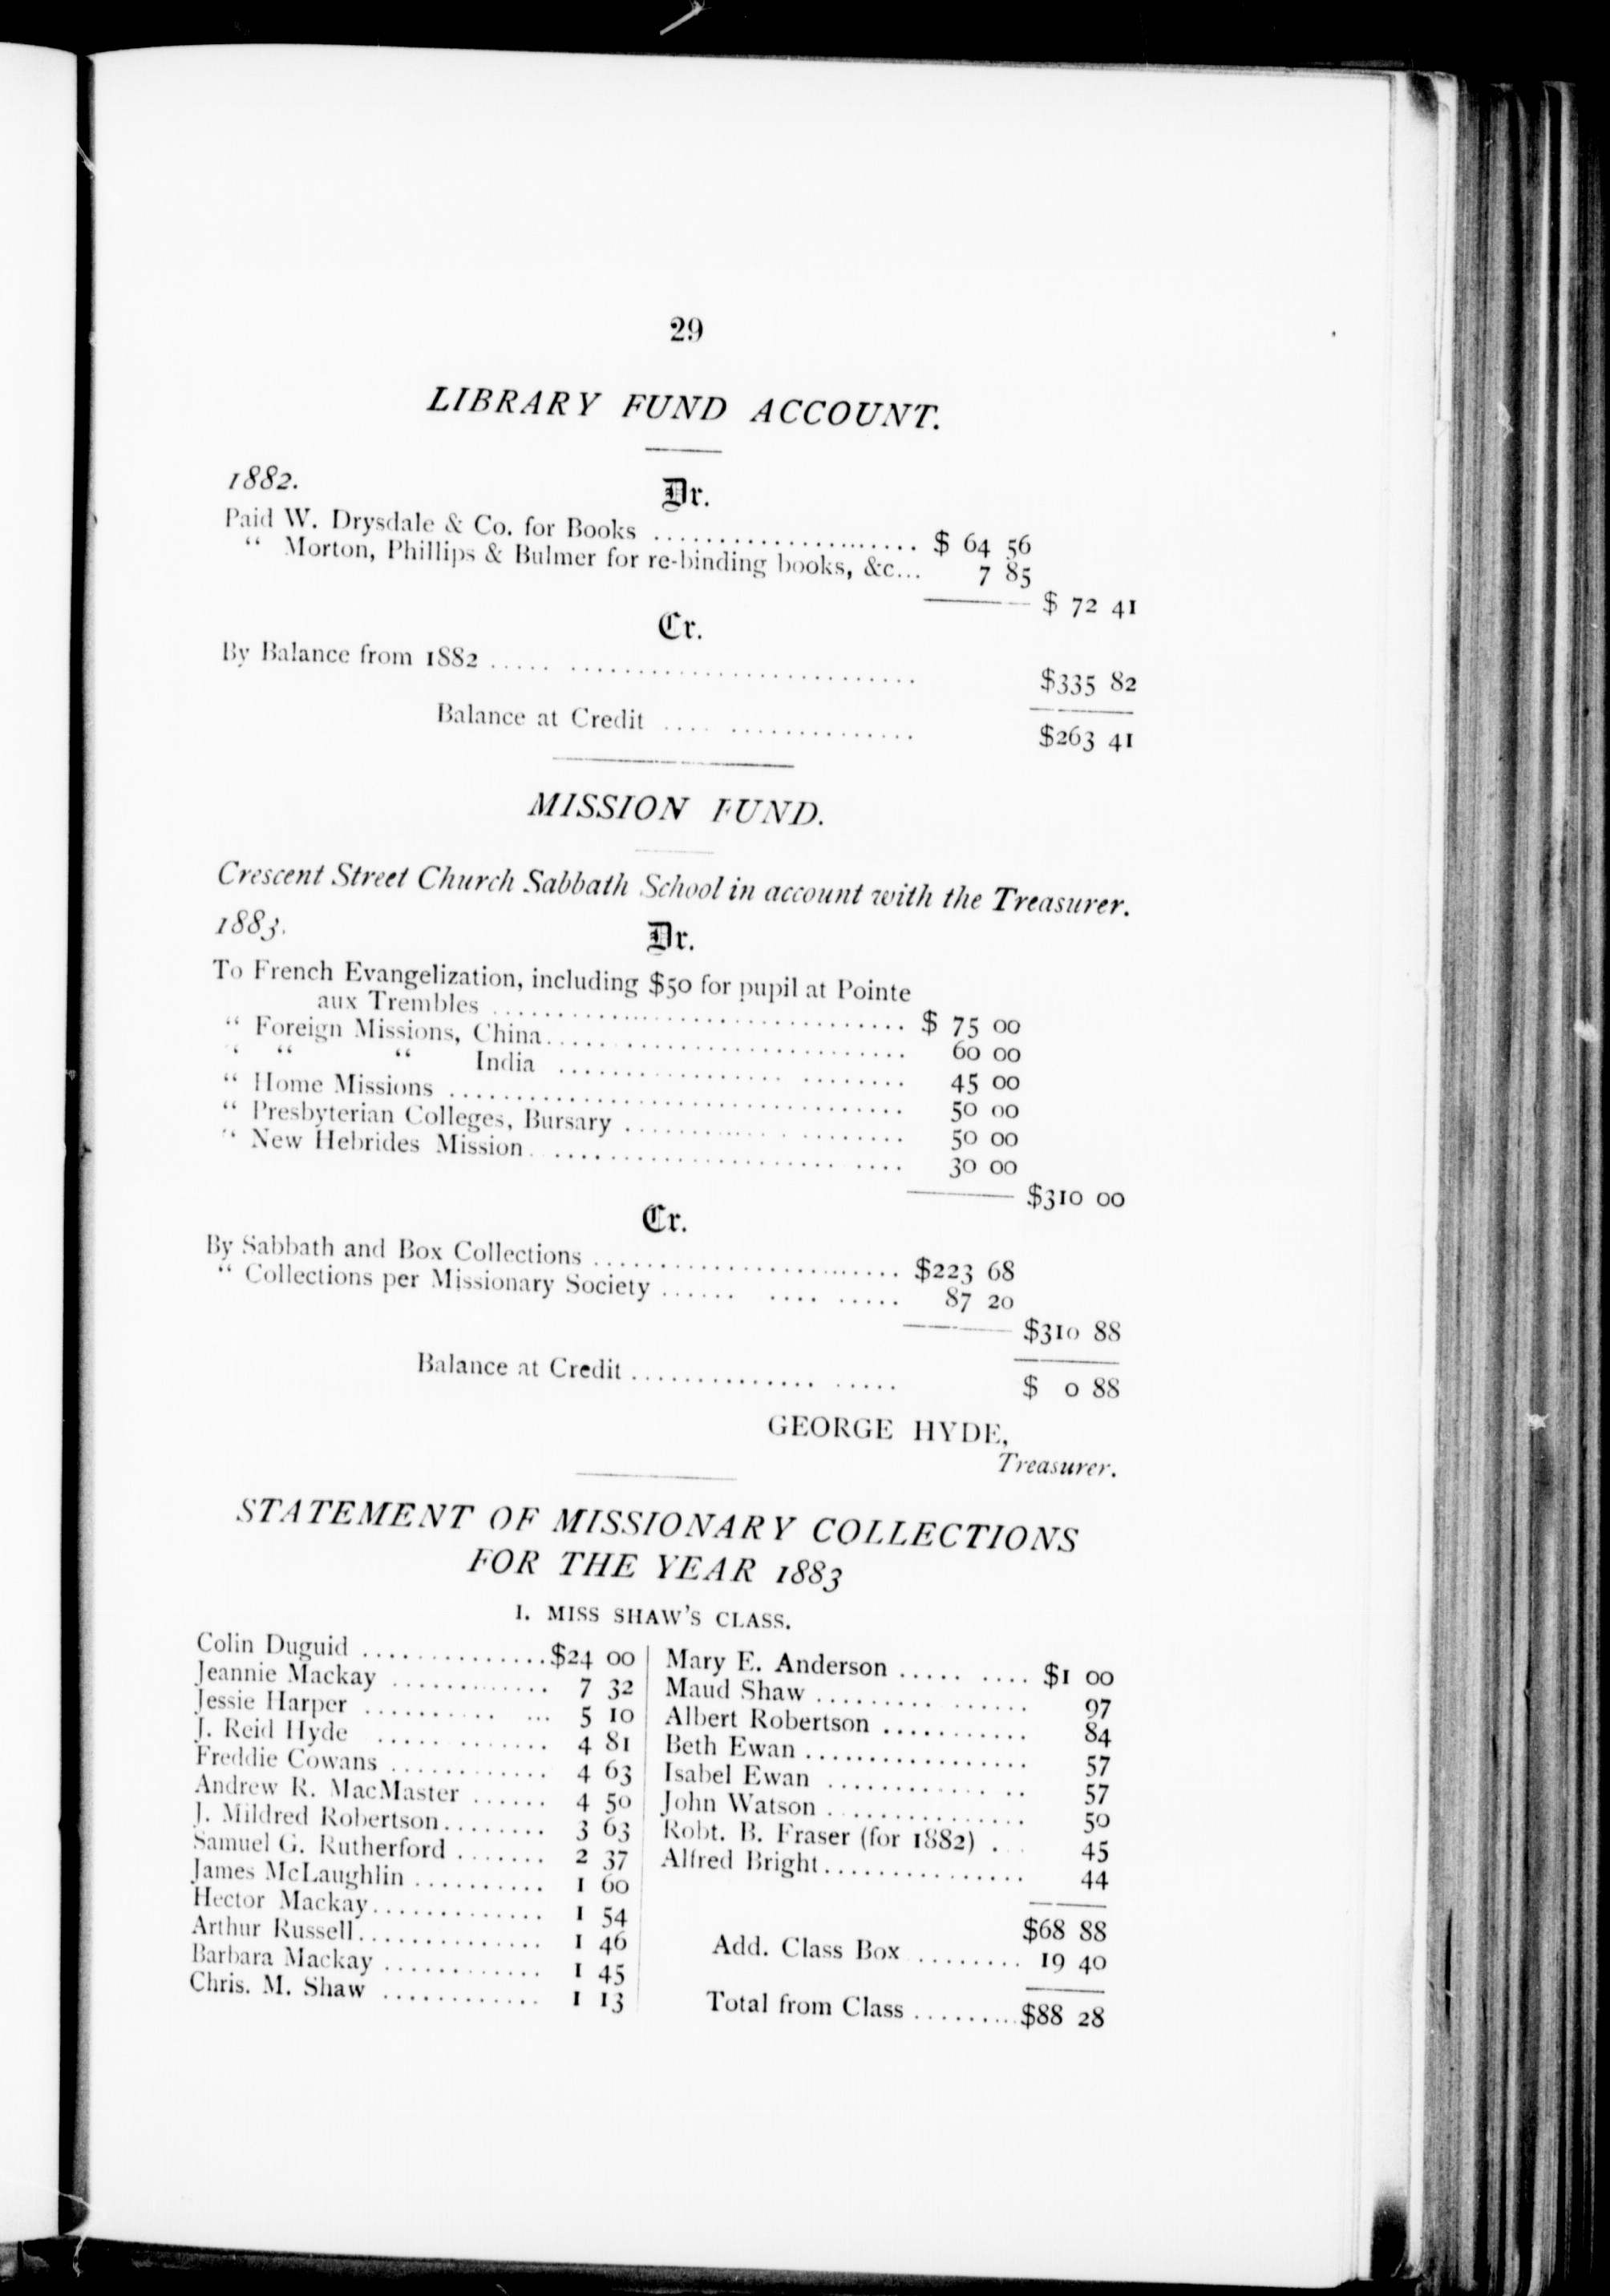 29
LIBRARY FUND ACCOUNT.
1882.
Dr.
Paid W. Drysdale & Co. for Books .................... $ 64 56
“ Morton, Phillips & Bulmer for re-binding books, &c... 7 85
$ 72 41
Cr.
By Balance from 1882 ............................... $335 82
Balance at Credit .................. $263 41
MISSION FUND.
Crescent Street Church Sabbath School in account with the Treasurer.
1883.
Dr.
To French Evangelization, including $50 for pupil at Pointe
aux Trembles ................................ $ 75 00
“ Foreign Missions, China........................... 60 00
“ “ “ India ......................... 45 00
“ Home Missions .................................. 50 00
“ Presbyterian Colleges, Bursary ..................... 50 00
“ New Hebrides Mission............................ 30 00
$310 00
Cr.
By Sabbath and Box Collections ....................... $223 68
“ Collections per Missionary Society ............... 87 20
$310 88
Balance at Credit ................... $ 0 88
GEORGE HYDE,
Treasurer.
STATEMENT OF MISSIONARY COLLECTIONS
FOR THE YEAR 1883
I. MISS SHAW'S CLASS.
Colin Duguid ..............$24 00
Jeannie Mackay ............ 7 32
Jessie Harper ............. 5 10
J. Reid Hyde ............. 4 81
Freddie Cowans ............ 4 63
Andrew R. MacMaster ...... 4 50
J. Mildred Robertson........ 3 63
Samuel G. Rutherford ....... 2 37
James McLaughlin .......... 1 60
Hector Mackay............. 1 54
Arthur Russell.............. 1 46
Barbara Mackay ............ 1 45
Chris. M. Shaw ............ 1 13
Mary E. Anderson ......... $1 00
Maud Shaw ............... 97
Albert Robertson ........... 84
Beth Ewan ................. 57
Isabel Ewan ............... 57
John Watson ............... 50
Robt. B. Fraser (for 1882) ... 45
Alfred Bright............... 44
$68 88
Add. Class Box ........ 19 40
Total from Class .........$88 28